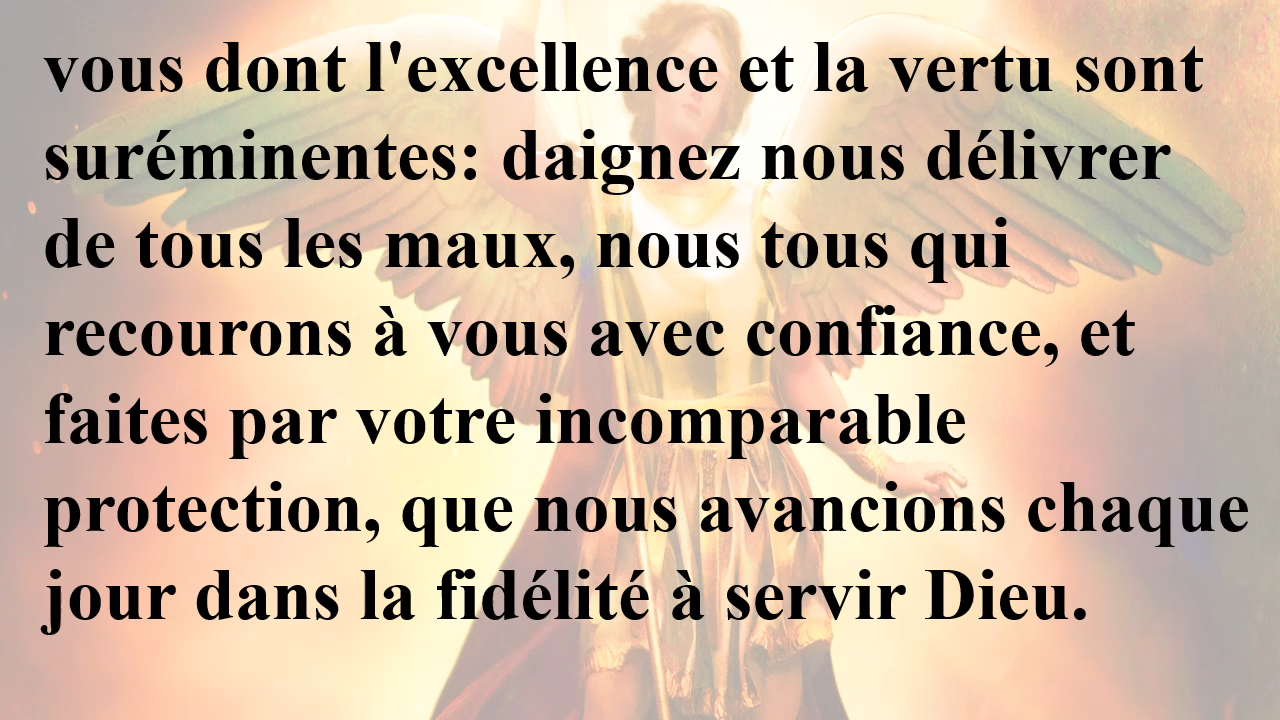 vous dont l'excellence et la vertu sont
suréminentes: daignez nous délivrer
de tous les maux, nous tous qui
recourons à vous avec confiance, et
faites par votre incomparable
protection, que nous avancions chaque
jour dans la fidélité à servir Dieu.